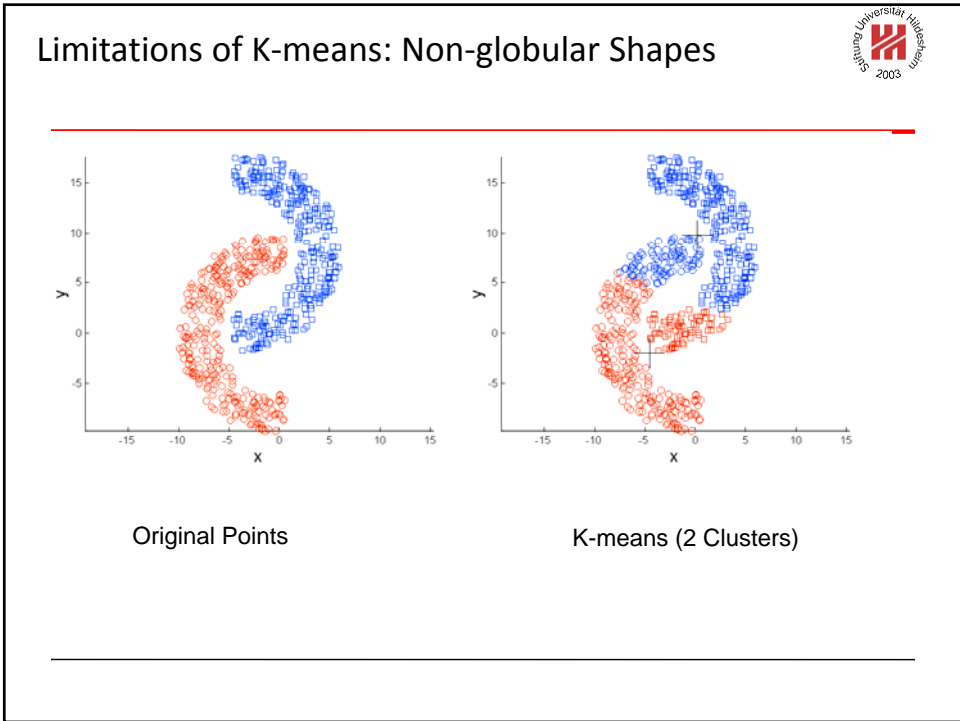 Limitations of K-means: Non-globular Shapes
Stiftung Universität Hildesheim
2003
15
10
5
0
-5
y
-15 -10 -5 0 5 10 15
x
15
10
5
0
-5
y
-15 -10 -5 0 5 10 15
x
Original Points
K-means (2 Clusters)